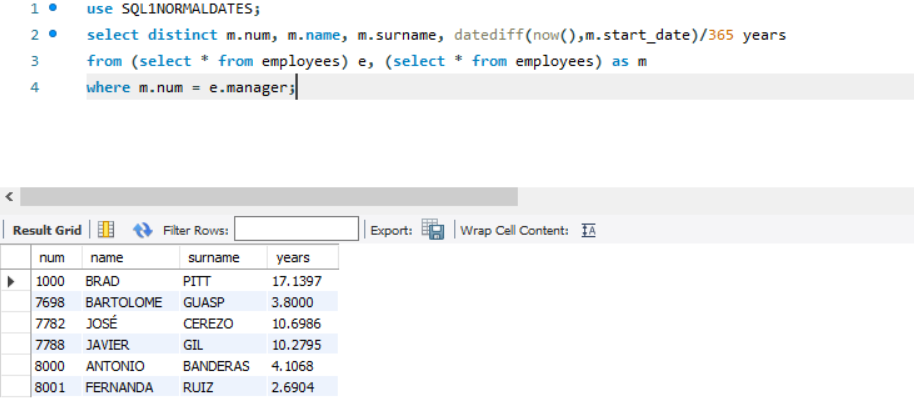 1 use SQL1NORMALDATES;
2 select distinct m.num, m.name, m.surname, datediff(now(),m.start_date)/365 years
3 from (select * from employees) e, (select * from employees) as m
4 where m.num = e.manager;
Result Grid Filter Rows: Export: Wrap Cell Content: IA
num name surname years
1000 BRAD PITT 17.1397
7698 BARTOLOME GUASP 3.8000
7782 JOSÉ CEREZO 10.6986
7788 JAVIER GIL 10.2795
8000 ANTONIO BANDERAS 4.1068
8001 FERNANDA RUIZ 2.6904